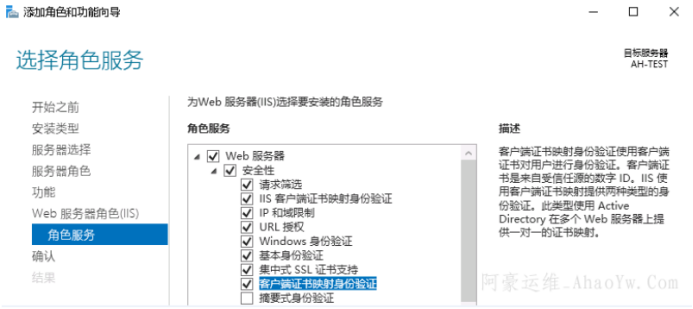 添加角色和功能向导
选择角色服务
目标服务器
AH-TEST
开始之前
安装类型
服务器选择
服务器角色
功能
Web 服务器角色(IIS)
角色服务
确认
结果
为Web 服务器(IIS)选择要安装的角色服务
角色服务
Web 服务器
安全性
请求筛选
IIS 客户端证书映射身份验证
IP 和域限制
URL 授权
Windows 身份验证
基本身份验证
集中式 SSL 证书支持
客户端证书映射身份验证
摘要式身份验证
描述
客户端证书映射身份验证使用客户端
证书对用户进行身份验证。客户端证
书是来自受信任源的数字 ID。IIS 使
用客户端证书映射提供两种类型的身
份验证。此类型使用 Active
Directory 在多个 Web 服务器上提
供一对一的证书映射。
阿豪运维_AhaoYw.Com